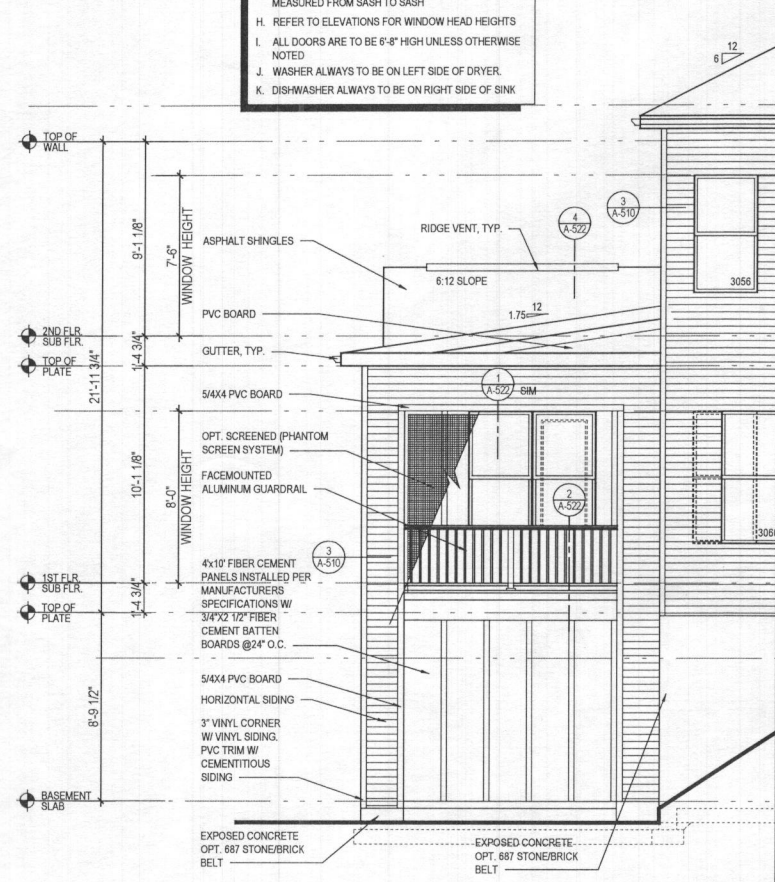 MEASURED FROM SASH TO SASH
H. REFER TO ELEVATIONS FOR WINDOW HEAD HEIGHTS
I. ALL DOORS ARE TO BE 6'-8" HIGH UNLESS OTHERWISE
NOTED
J. WASHER ALWAYS TO BE ON LEFT SIDE OF DRYER.
K. DISHWASHER ALWAYS TO BE ON RIGHT SIDE OF SINK
12
6
TOP OF
WALL
9'-1 1/8"
7'-6"
WINDOW HEIGHT
ASPHALT SHINGLES
RIDGE VENT, TYP.
4
A-522
3
A-510
6:12 SLOPE
3056
PVC BOARD
12
1.75
2ND FLR.
SUB FLR.
1'-4 3/4"
GUTTER, TYP.
TOP OF
PLATE
21'-11 3/4"
5/4X4 PVC BOARD
1
A-522
SIM
OPT. SCREENED (PHANTOM
SCREEN SYSTEM)
10'-1 1/8"
8'-0"
WINDOW HEIGHT
FACEMOUNTED
ALUMINUM GUARDRAIL
2
A-522
306
3
A-510
4'x10' FIBER CEMENT
PANELS INSTALLED PER
MANUFACTURERS
SPECIFICATIONS W/
3/4"X2 1/2" FIBER
CEMENT BATTEN
BOARDS @24" O.C.
1ST FLR.
SUB FLR.
1'-4 3/4"
TOP OF
PLATE
5/4X4 PVC BOARD
HORIZONTAL SIDING
8'-9 1/2"
3" VINYL CORNER
W/ VINYL SIDING.
PVC TRIM W/
CEMENTITIOUS
SIDING
BASEMENT
SLAB
EXPOSED CONCRETE
OPT. 687 STONE/BRICK
BELT
EXPOSED CONCRETE
OPT. 687 STONE/BRICK
BELT